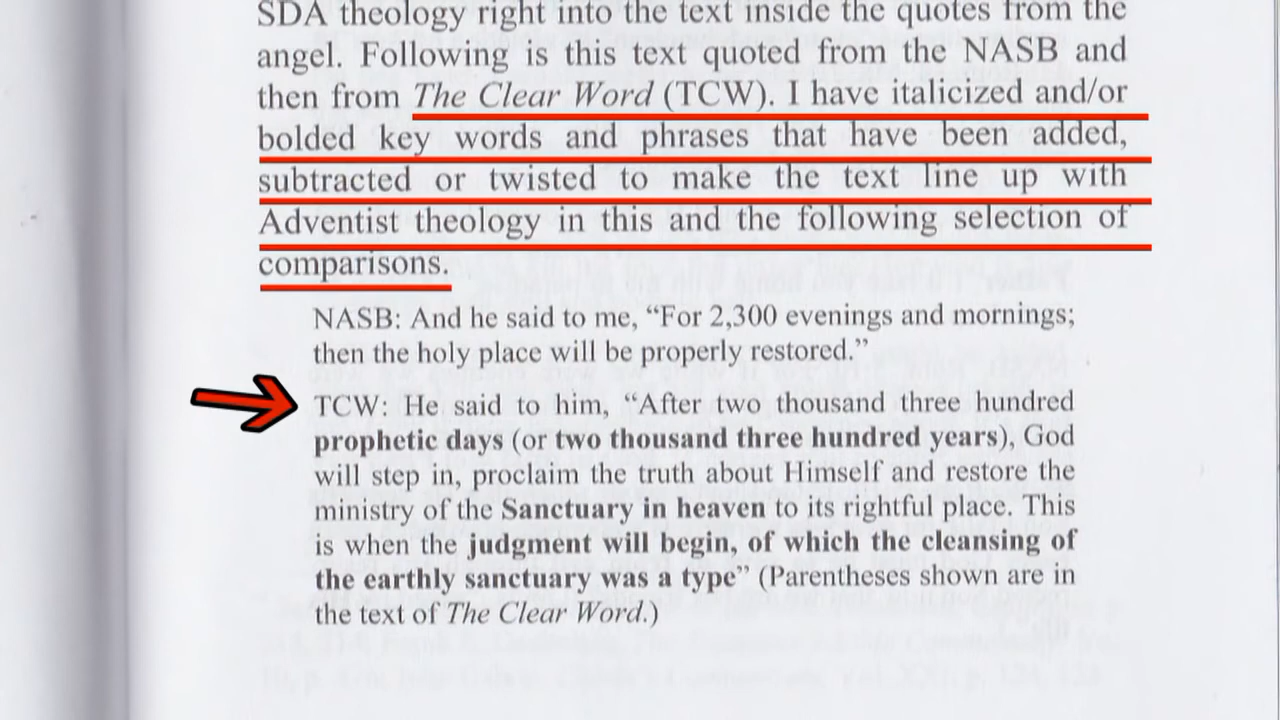 SDA theology right into the text inside the quotes from the
angel. Following is this text quoted from the NASB and
then from The Clear Word (TCW). I have italicized and/or
bolded key words and phrases that have been added,
subtracted or twisted to make the text line up with
Adventist theology in this and the following selection of
comparisons.
NASB: And he said to me, “For 2,300 evenings and mornings;
then the holy place will be properly restored.”
TCW: He said to him, “After two thousand three hundred
prophetic days (or two thousand three hundred years), God
will step in, proclaim the truth about Himself and restore the
ministry of the Sanctuary in heaven to its rightful place. This
is when the judgment will begin, of which the cleansing of
the earthly sanctuary was a type” (Parentheses shown are in
the text of The Clear Word.)